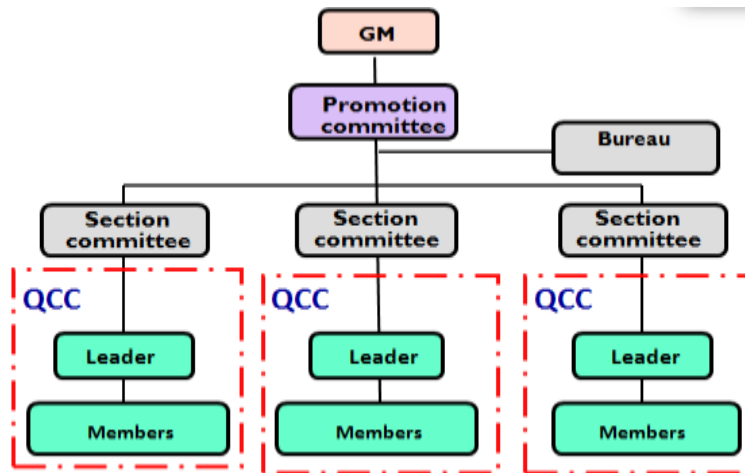 GM
Promotion
committee
Bureau
Section
committee
Section
committee
Section
committee
QCC
QCC
QCC
Leader
Leader
Leader
Members
Members
Members